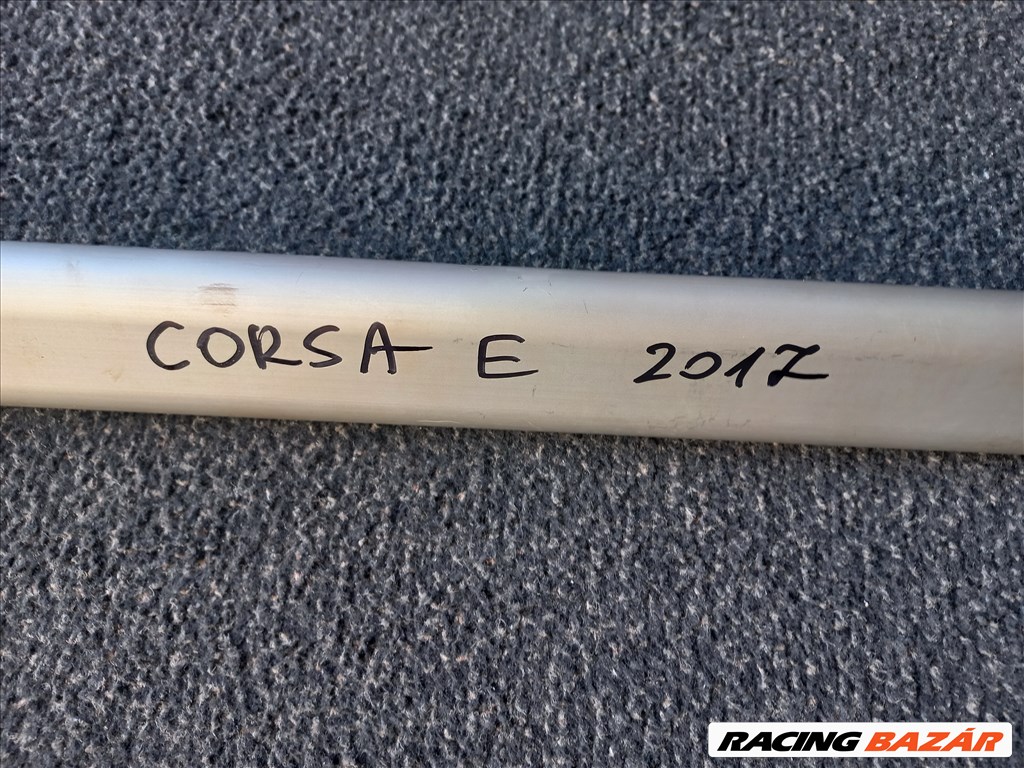 CORSA E 2017
RACING BAZÁR